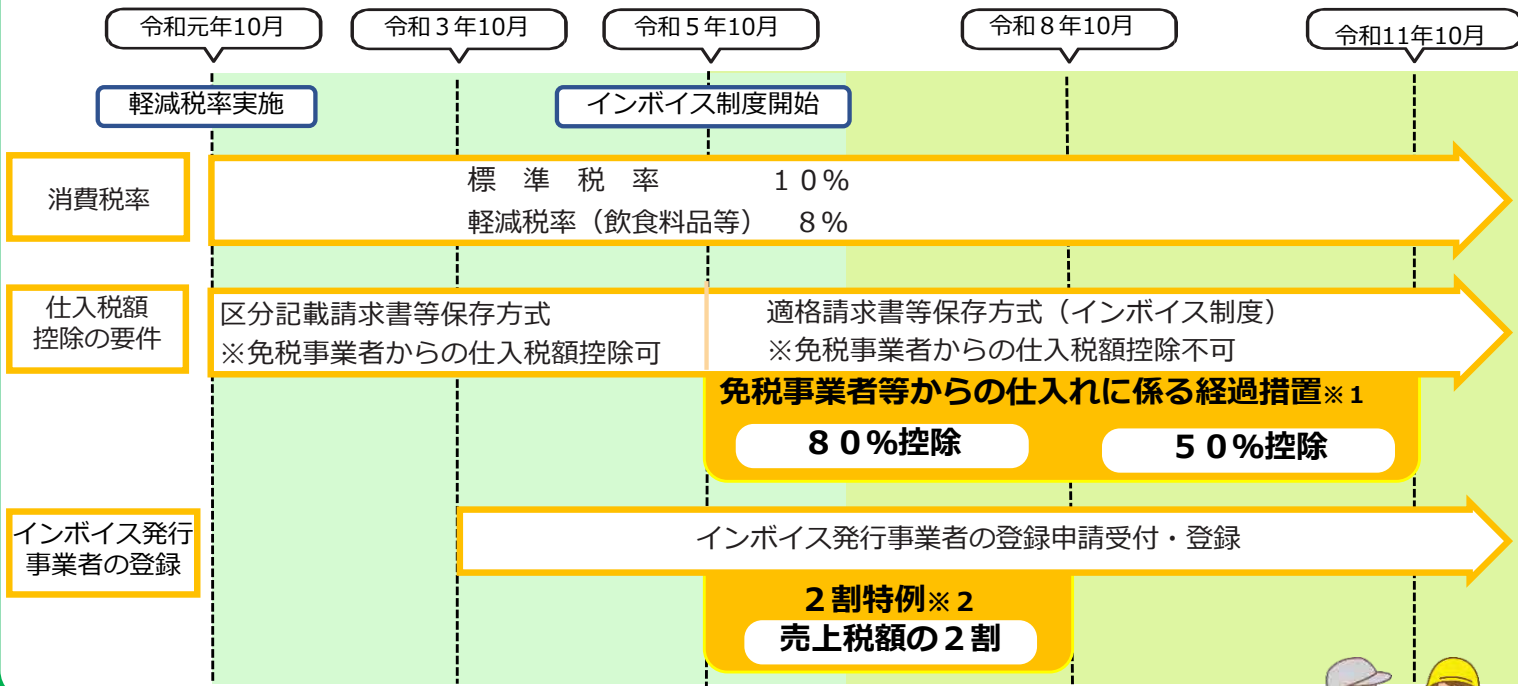 令和元年10月
令和３年10月
令和５年10月
令和８年10月
令和11年10月
軽減税率実施
インボイス制度開始
消費税率
標　準　税　率　　　　１０％
軽減税率（飲食料品等）　８％
仕入税額
控除の要件
区分記載請求書等保存方式
※免税事業者からの仕入税額控除可
適格請求書等保存方式（インボイス制度）
※免税事業者からの仕入税額控除不可
免税事業者等からの仕入れに係る経過措置※１
８０％控除
５０％控除
インボイス発行
事業者の登録
インボイス発行事業者の登録申請受付・登録
２割特例※２
売上税額の２割